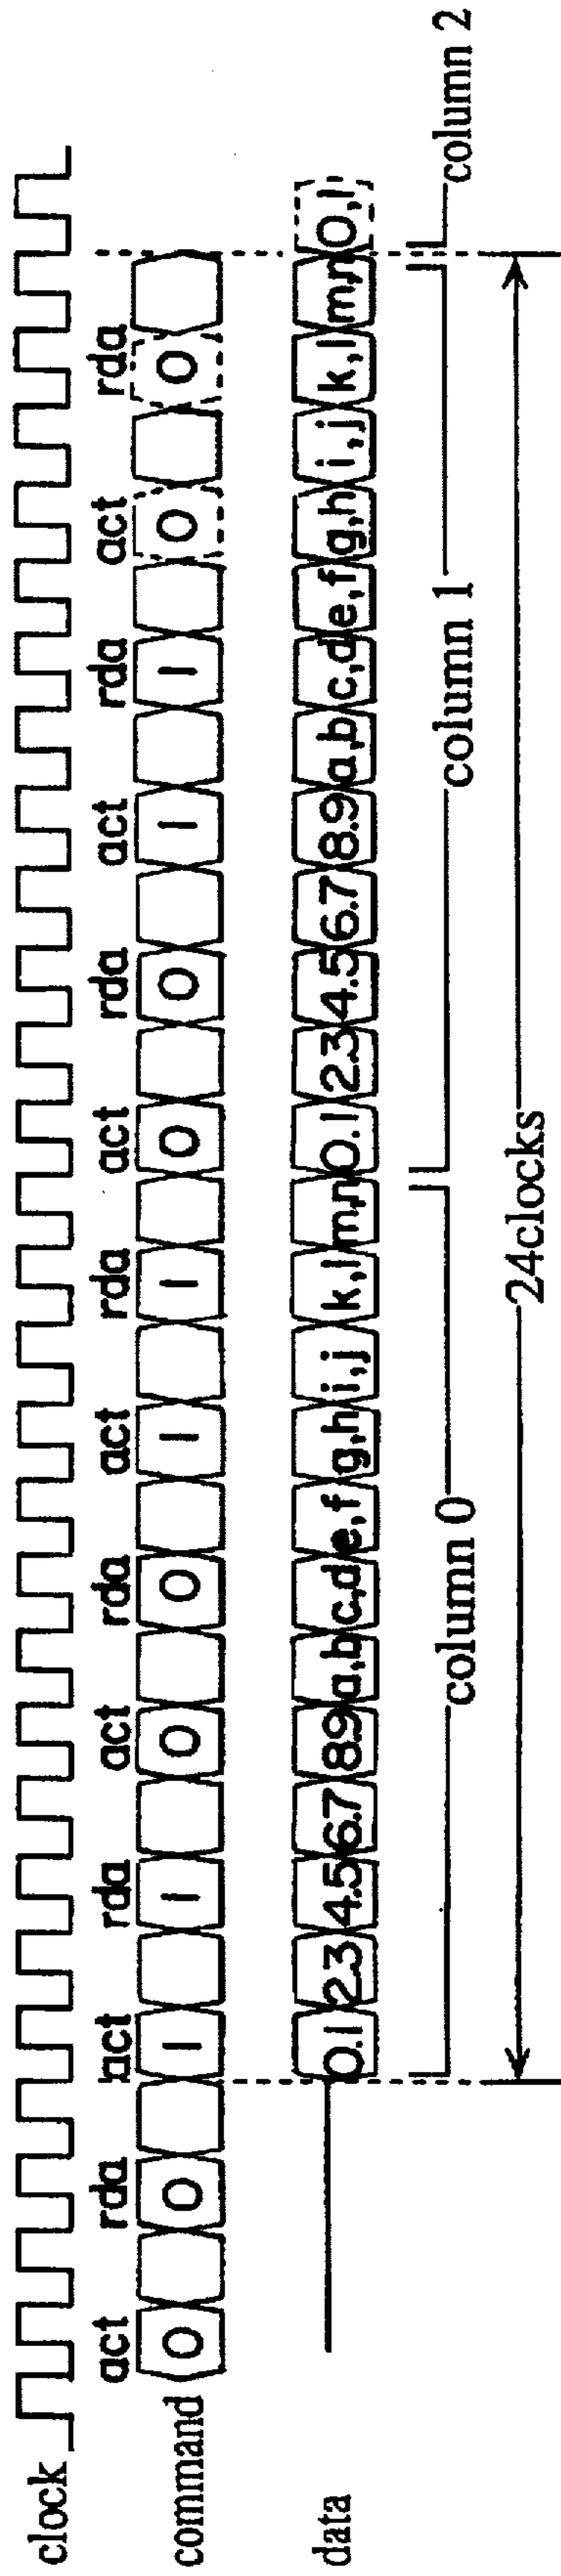 clock
act rda act rda act rda act rda act rda act rda act rda
command 0 0 1 1 0 0 1 1 0 0 1 1 0 0
data 0.1 2.3 4.5 6.7 8.9 a,b c,d e,f g,h i,j k,l m,n 0.1 2.3 4.5 6.7 8.9 a,b c,d e,f g,h i,j k,l m,n 0,1
column 0 column 1 column 2
24clocks